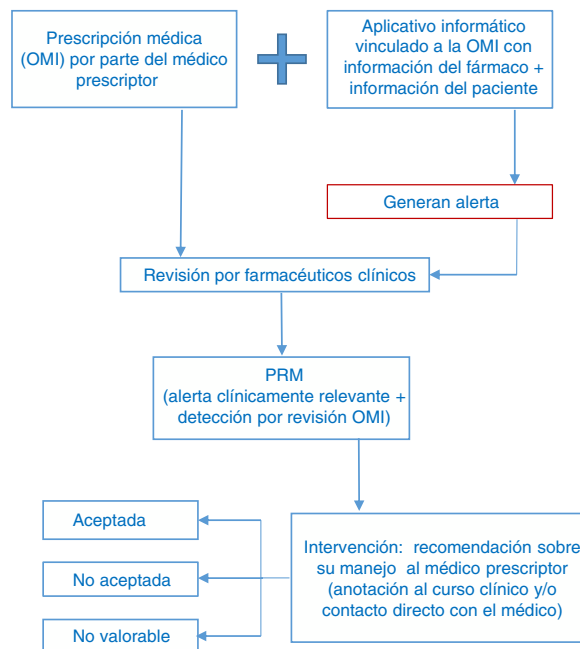 Prescripción médica
(OMI) por parte del médico
prescriptor
Aplicativo informático
vinculado a la OMI con
información del fármaco +
información del paciente
Generan alerta
Revisión por farmacéuticos clínicos
PRM
(alerta clínicamente relevante +
detección por revisión OMI)
Aceptada
No aceptada
No valorable
Intervención: recomendación sobre
su manejo al médico prescriptor
(anotación al curso clínico y/o
contacto directo con el médico)